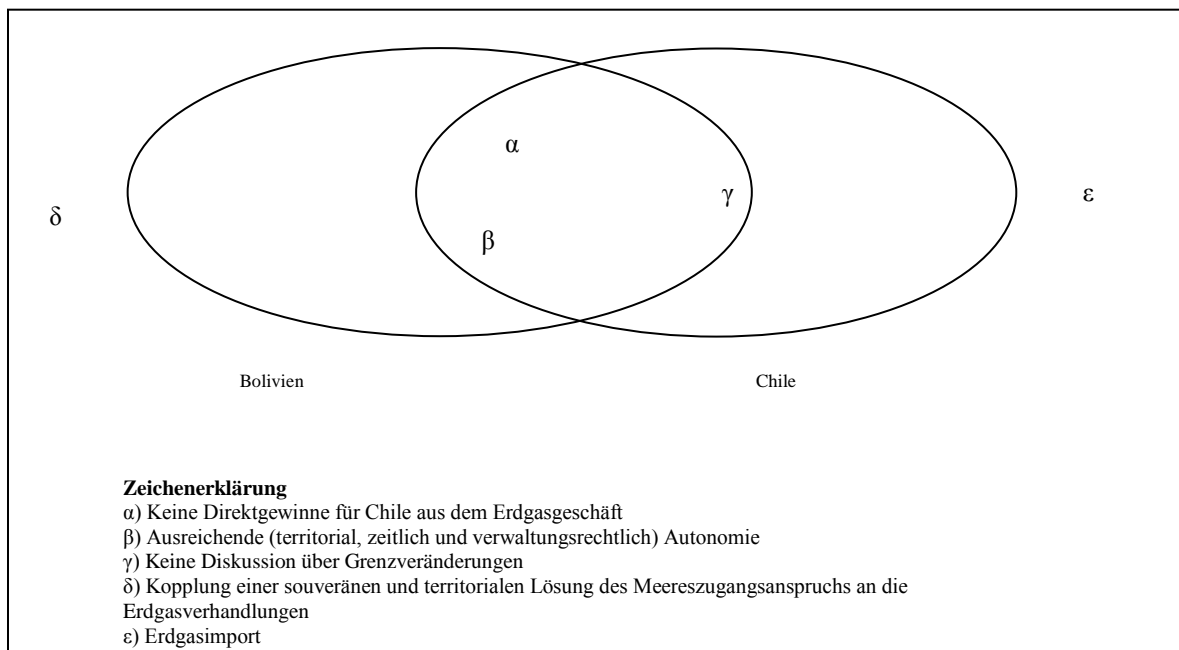 α
γ
ε
δ
β
Bolivien
Chile
Zeichenerklärung
α) Keine Direktgewinne für Chile aus dem Erdgasgeschäft
β) Ausreichende (territorial, zeitlich und verwaltungsrechtlich) Autonomie
γ) Keine Diskussion über Grenzveränderungen
δ) Kopplung einer souveränen und territorialen Lösung des Meereszugangsanspruchs an die
Erdgasverhandlungen
ε) Erdgasimport